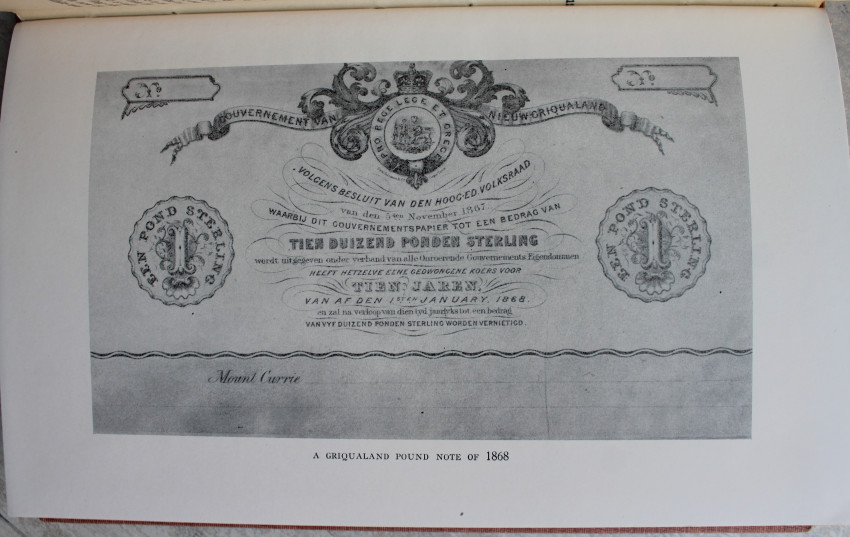 No.
No.
GOUVERNEMENT VAN
NIEUW GRIQUALAND
PRO REGE LEGE ET GREGE
VOLGENS BESLUIT VAN DEN HOOG-ED VOLKSRAAD
van den 5den November, 1867.
WAARBIJ DIT GOUVERNEMENTSPAPIER TOT EEN BEDRAG VAN
TIEN DUIZEND PONDEN STERLING
wordt uitgegeven onder verband van alle Onroerende Gouvernements Eigendommen
HEEFT HETZELVE EENE GEDWONGENE KOERS VOOR
TIEN JAREN,
VAN AF DEN 1STEN JANUARY, 1868.
en zal na verloop van dien tyd jaarlyks tot een bedrag
VAN VYF DUIZEND PONDEN STERLING WORDEN VERNIETIGD.
EEN POND STERLING
1
EEN POND STERLING
1
Mount Currie
A GRIQUALAND POUND NOTE OF 1868